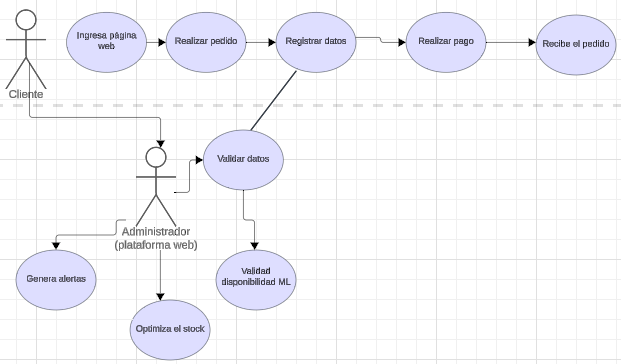 Ingresa página
web
Realizar pedido
Registrar datos
Realizar pago
Recibe el pedido
Cliente
Validar datos
Administrador
(plataforma web)
Genera alertas
Validad
disponibilidad ML
Optimiza el stock